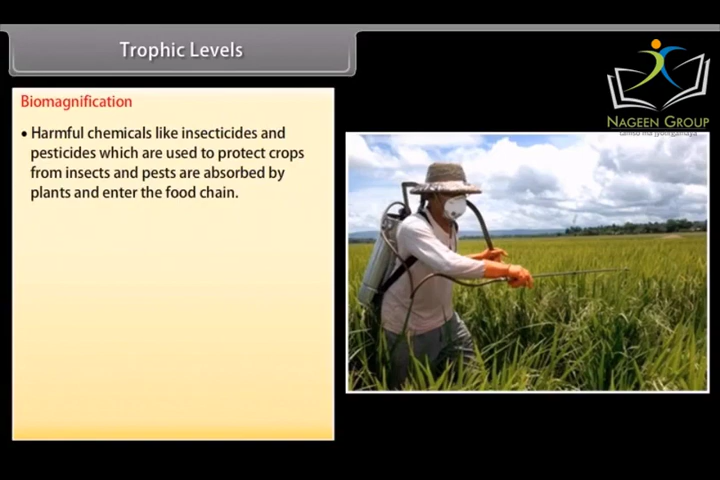 Trophic Levels
Biomagnification
• Harmful chemicals like insecticides and
pesticides which are used to protect crops
from insects and pests are absorbed by
plants and enter the food chain.
NAGEEN GROUP